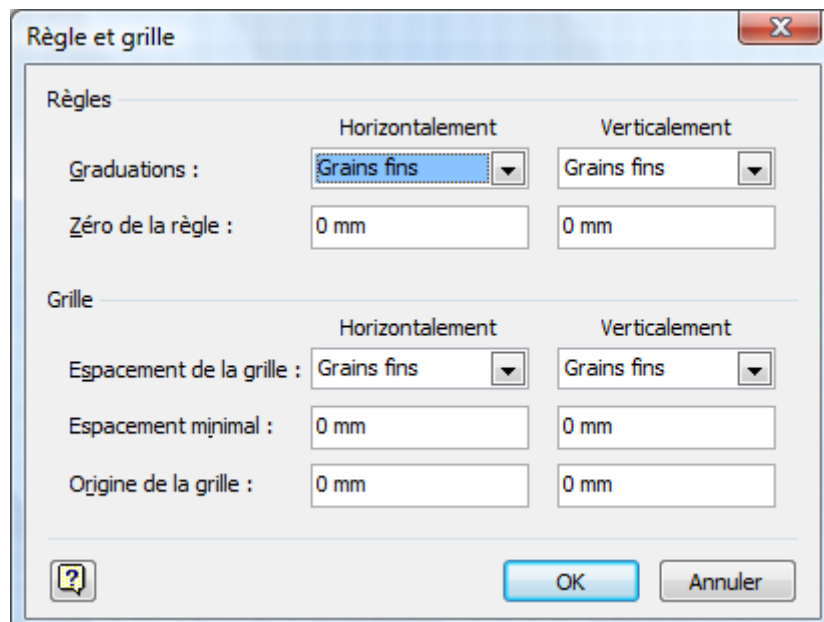 Règle et grille
Règles
Horizontalement Verticalement
Graduations : Grains fins Grains fins
Zéro de la règle : 0 mm 0 mm
Grille
Horizontalement Verticalement
Espacement de la grille : Grains fins Grains fins
Espacement minimal : 0 mm 0 mm
Origine de la grille : 0 mm 0 mm
OK Annuler